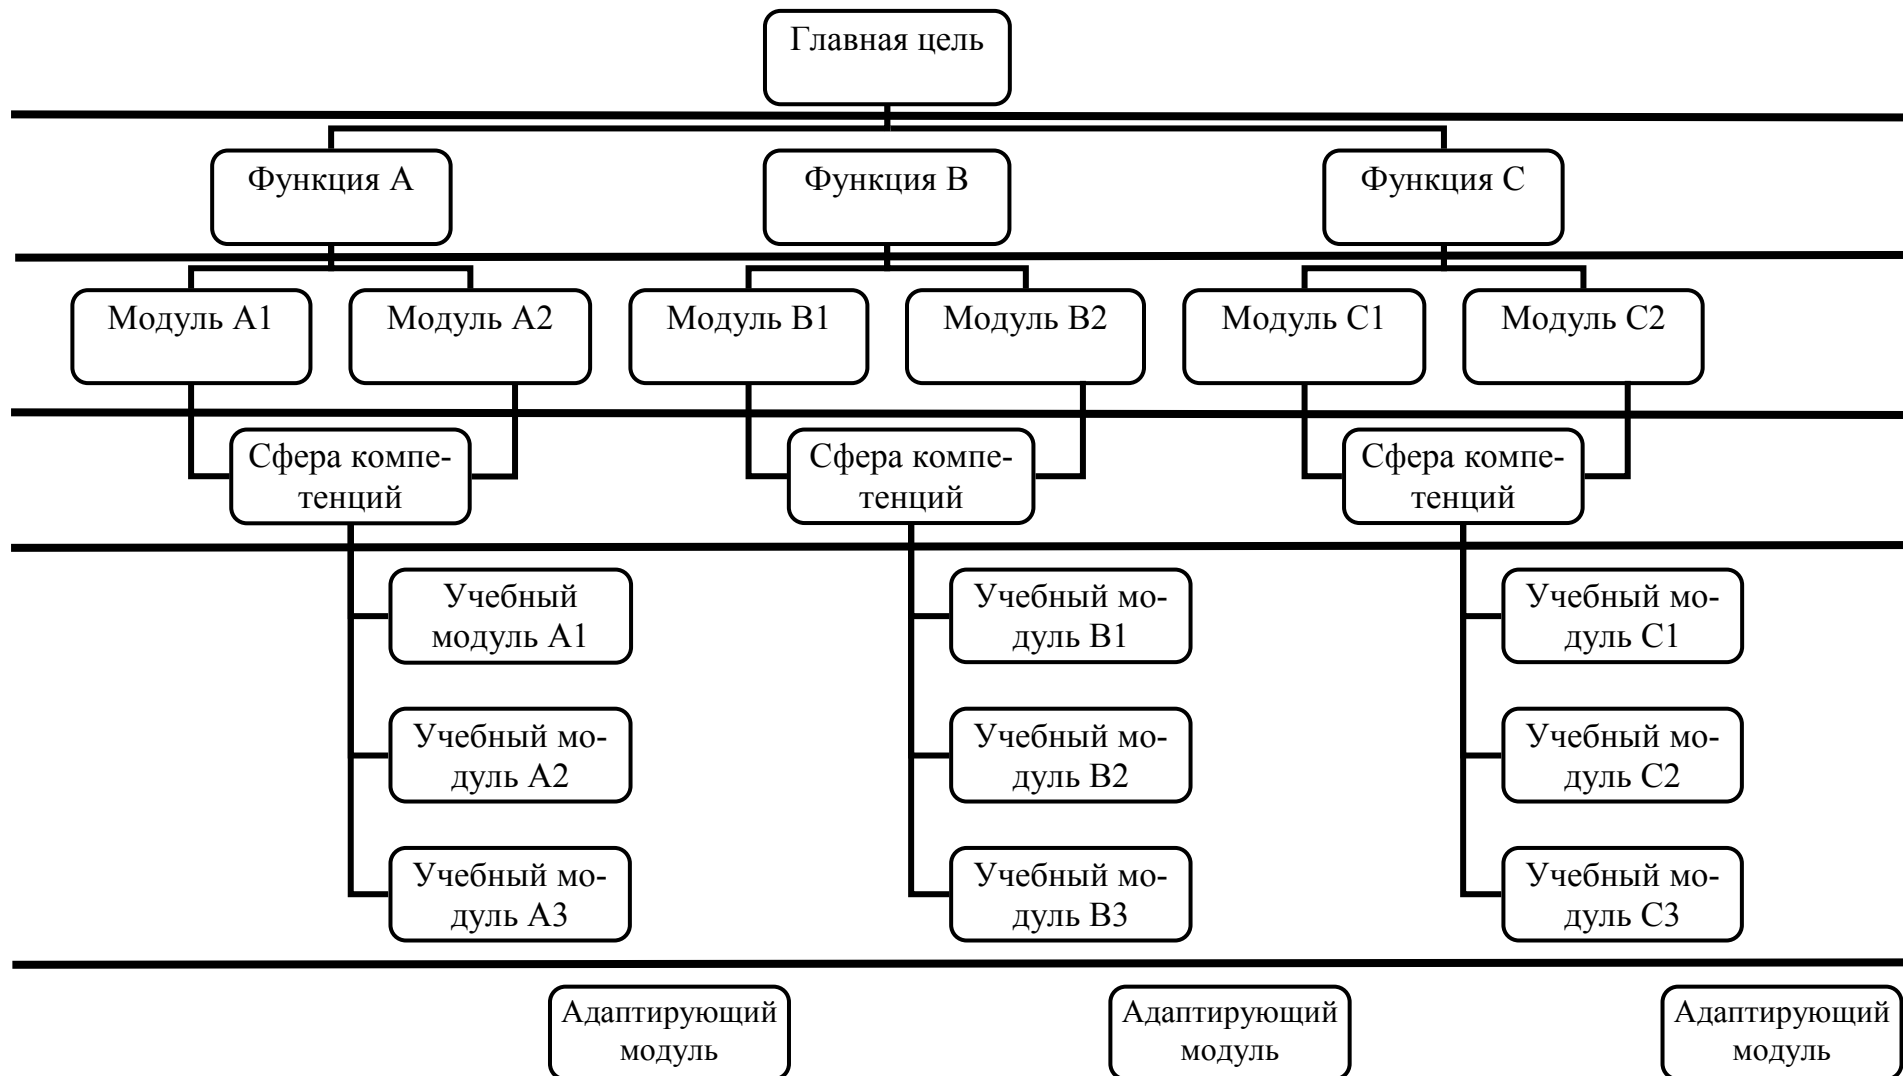 Главная цель
Функция А
Функция В
Функция С
Модуль А1
Модуль А2
Модуль В1
Модуль В2
Модуль С1
Модуль С2
Сфера компе-
тенций
Сфера компе-
тенций
Сфера компе-
тенций
Учебный
модуль А1
Учебный мо-
дуль В1
Учебный мо-
дуль С1
Учебный мо-
дуль А2
Учебный мо-
дуль В2
Учебный мо-
дуль С2
Учебный мо-
дуль А3
Учебный мо-
дуль В3
Учебный мо-
дуль С3
Адаптирующий
модуль
Адаптирующий
модуль
Адаптирующий
модуль